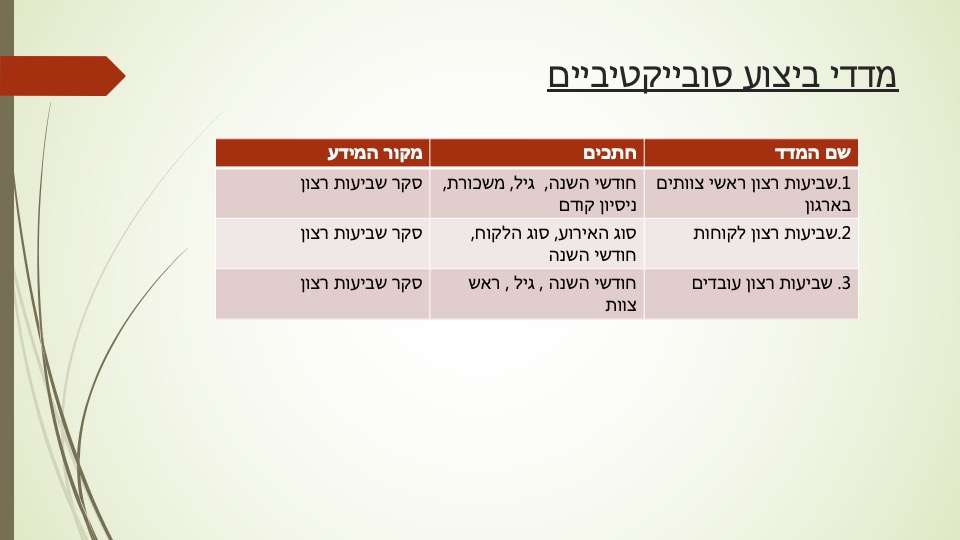 מדדי ביצוע סובייקטיביים
שם המדד חתכים מקור המידע
1.שביעות רצון ראשי צוותים חודשי השנה, גיל, משכורת, סקר שביעות רצון
בארגון ניסיון קודם
2.שביעות רצון לקוחות סוג האירוע, סוג הלקוח, סקר שביעות רצון
חודשי השנה
3. שביעות רצון עובדים חודשי השנה , גיל , ראש סקר שביעות רצון
צוות